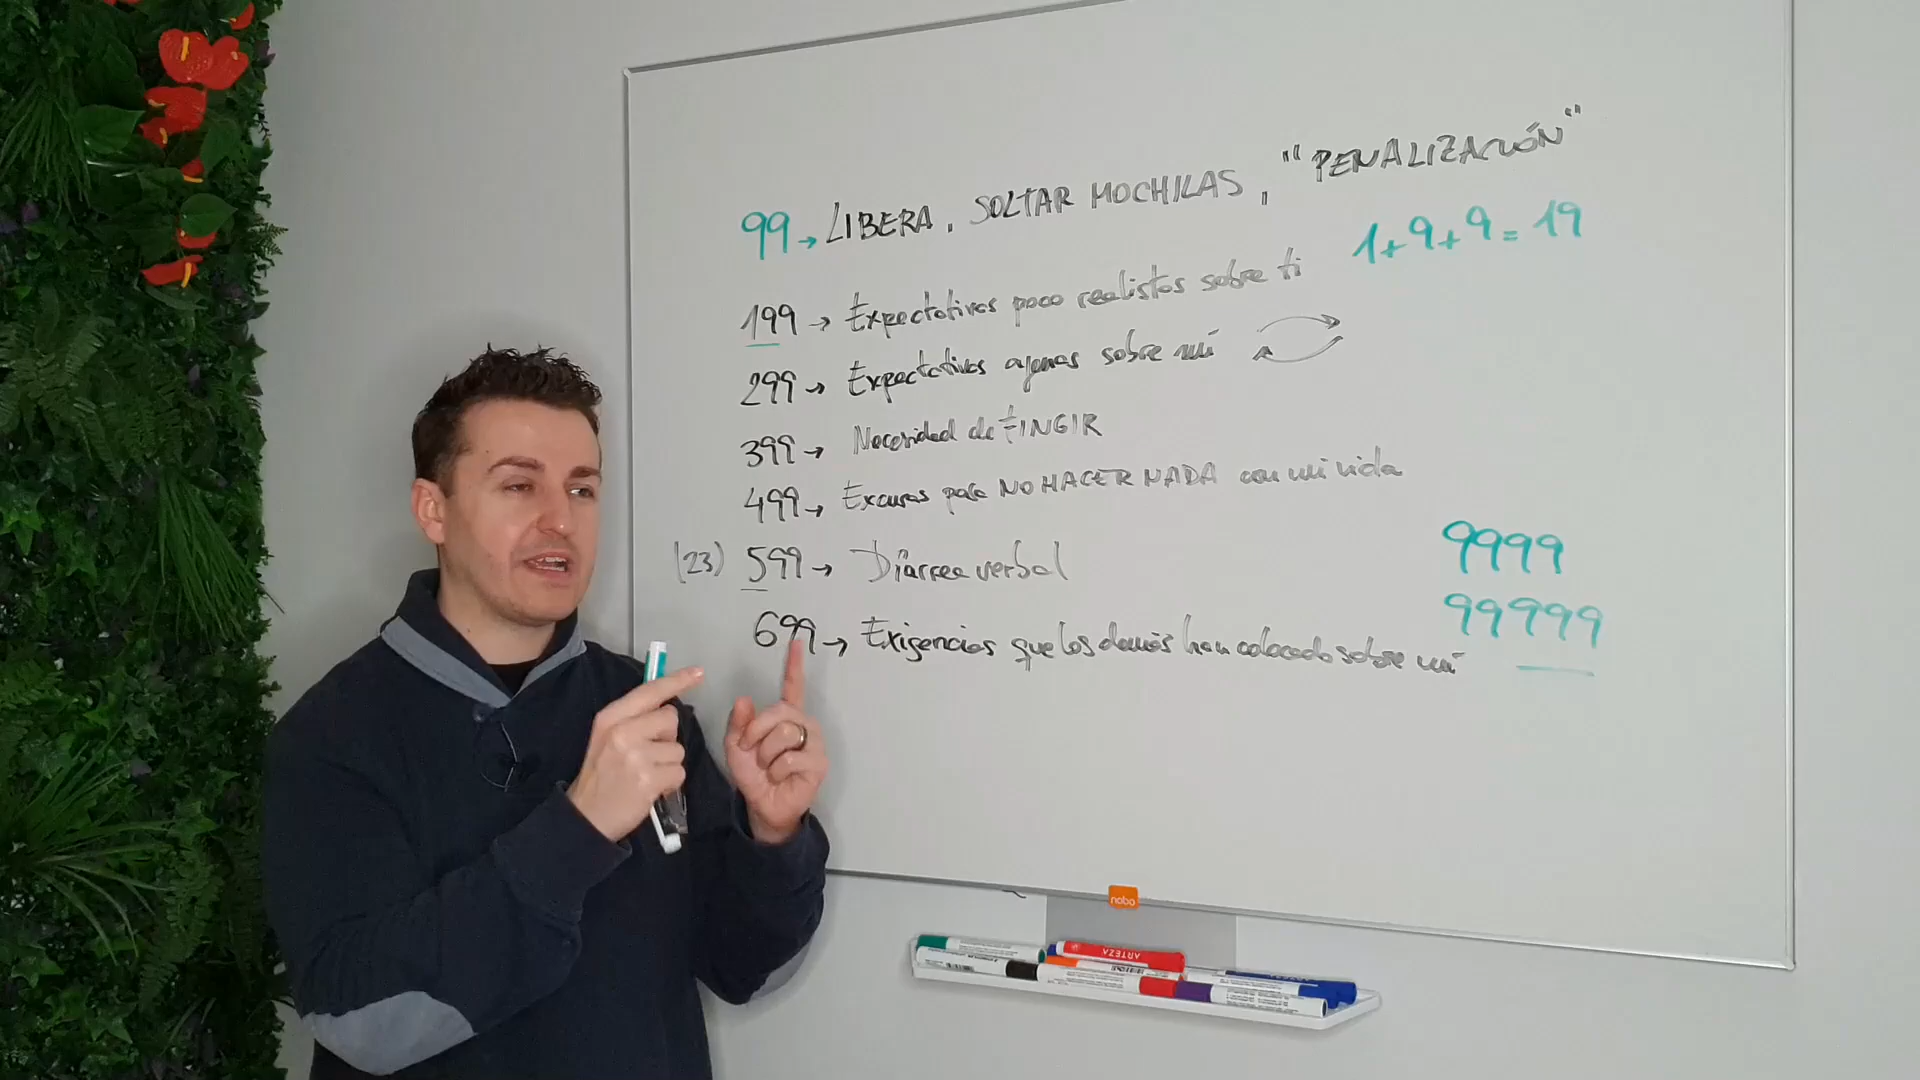 99 → LIBERA, SOLTAR MOCHILAS, "PENALIZACIÓN"
1+9+9=19
199 → Expectativas poco realistas sobre ti
299 → Expectativas ajenas sobre mí
399 → Necesidad de FINGIR
499 → Excusas para NO HACER NADA con mi vida
(23) 599 → Diarrea verbal
699 → Exigencias que los demás han colocado sobre mí
9999
99999
nobo
ARTEZA